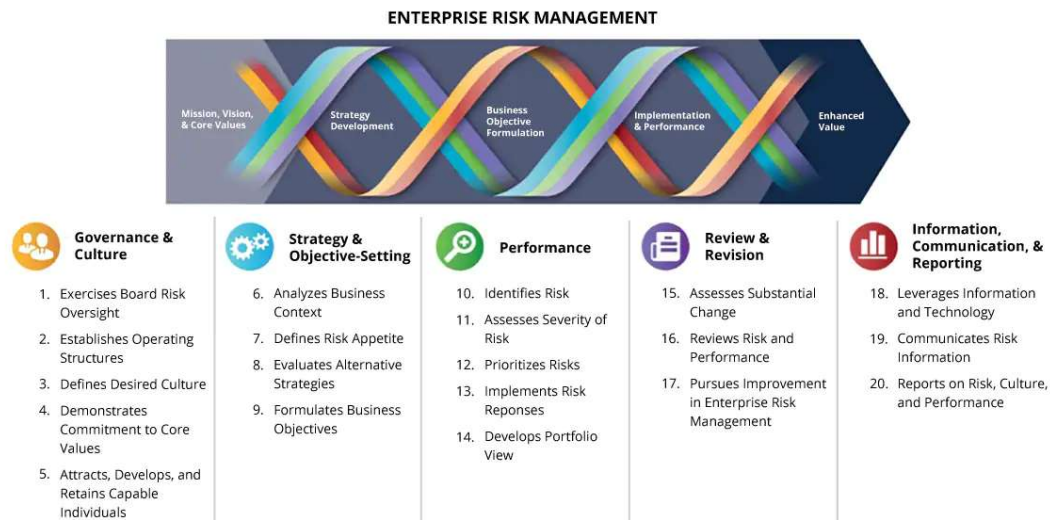 ENTERPRISE RISK MANAGEMENT
Mission, Vision,
& Core Values
Strategy
Development
Business
Objective
Formulation
Implementation
& Performance
Enhanced
Value
Governance &
Culture
1. Exercises Board Risk
Oversight
2. Establishes Operating
Structures
3. Defines Desired Culture
4. Demonstrates
Commitment to Core
Values
5. Attracts, Develops, and
Retains Capable
Individuals
Strategy &
Objective-Setting
6. Analyzes Business
Context
7. Defines Risk Appetite
8. Evaluates Alternative
Strategies
9. Formulates Business
Objectives
Performance
10. Identifies Risk
11. Assesses Severity of
Risk
12. Prioritizes Risks
13. Implements Risk
Reponses
14. Develops Portfolio
View
Review &
Revision
15. Assesses Substantial
Change
16. Reviews Risk and
Performance
17. Pursues Improvement
in Enterprise Risk
Management
Information,
Communication, &
Reporting
18. Leverages Information
and Technology
19. Communicates Risk
Information
20. Reports on Risk, Culture,
and Performance